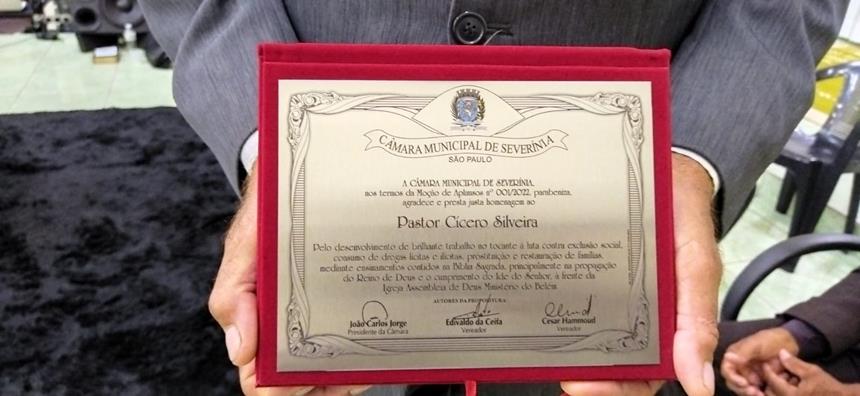 CÂMARA MUNICIPAL DE SEVERÍNIA
SÃO PAULO
A CÂMARA MUNICIPAL DE SEVERÍNIA,
nos termos da Moção de Aplausos nº 001/2022, parabeniza,
agradece e presta justa homenagem ao
Pastor Cícero Silveira
Pelo desenvolvimento de brilhante trabalho no tocante à luta contra exclusão social,
consumo de drogas lícitas e ilícitas, prostituição e restauração de famílias,
mediante ensinamentos contidos na Bíblia Sagrada, principalmente na propagação
do Reino de Deus e o cumprimento do Ide do Senhor, à frente da
Igreja Assembleia de Deus Ministério do Belém
AUTORES DA PROPOSITURA
João Carlos Jorge
Presidente da Câmara
Edivaldo da Ceifa
Vereador
Cesar Hammoud
Vereador